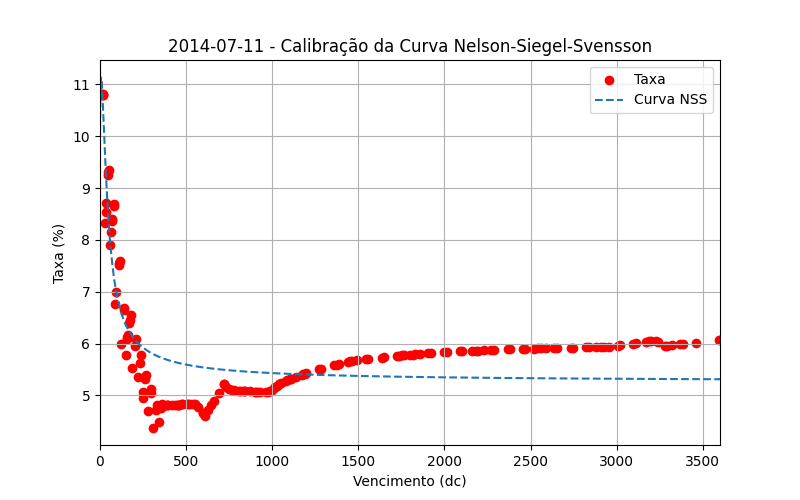 2014-07-11 - Calibração da Curva Nelson-Siegel-Svensson
Taxa
Curva NSS
Taxa (%)
11
10
9
8
7
6
5
0 500 1000 1500 2000 2500 3000 3500
Vencimento (dc)